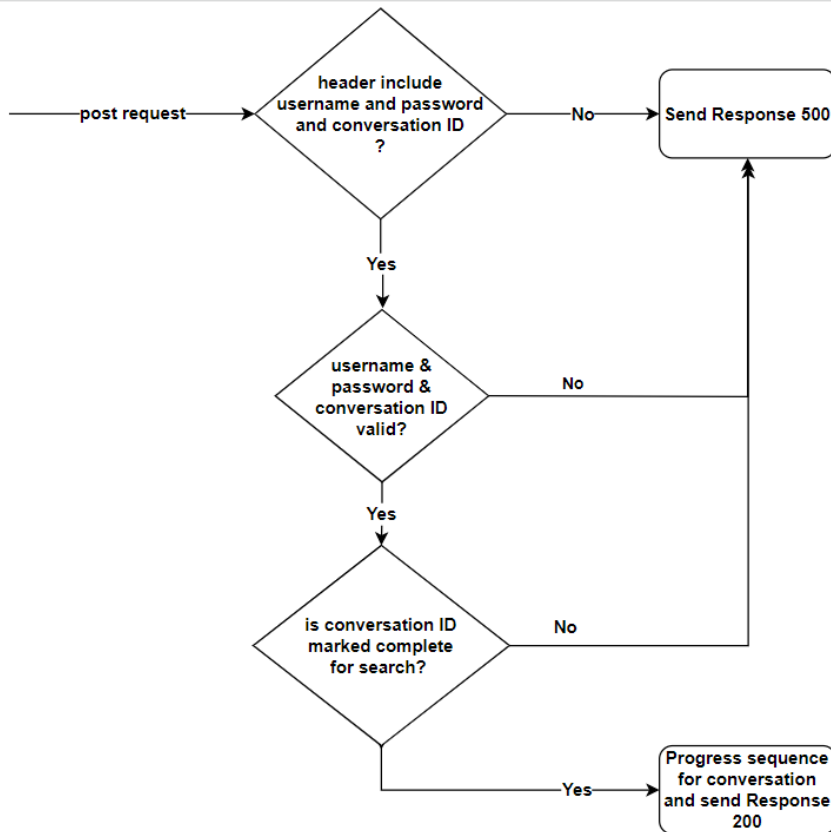 header include
username and password
and conversation ID
?
post request
No
Send Response 500
Yes
username &
password &
conversation ID
valid?
No
Yes
is conversation ID
marked complete
for search?
No
Yes
Progress sequence
for conversation
and send Response
200